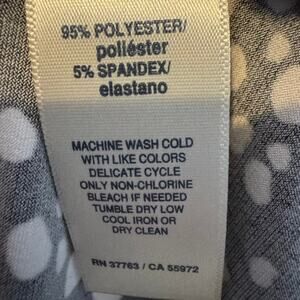 95% POLYESTER/
poliéster
5% SPANDEX/
elastano
MACHINE WASH COLD
WITH LIKE COLORS
DELICATE CYCLE
ONLY NON-CHLORINE
BLEACH IF NEEDED
TUMBLE DRY LOW
COOL IRON OR
DRY CLEAN
RN 37763 / CA 55972